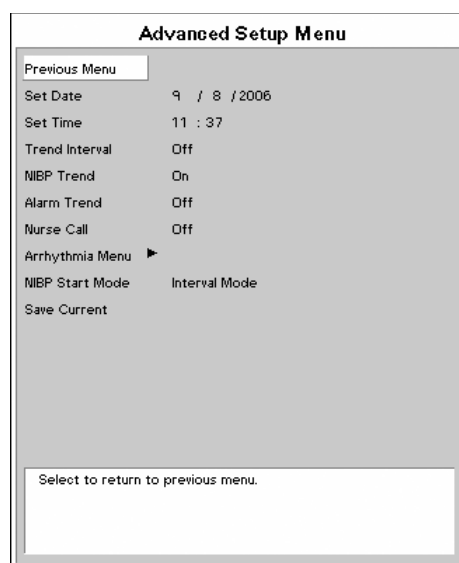 Advanced Setup Menu
Previous Menu
Set Date 9 / 8 / 2006
Set Time 11 : 37
Trend Interval Off
NIBP Trend On
Alarm Trend Off
Nurse Call Off
Arrhythmia Menu ►
NIBP Start Mode Interval Mode
Save Current
Select to return to previous menu.